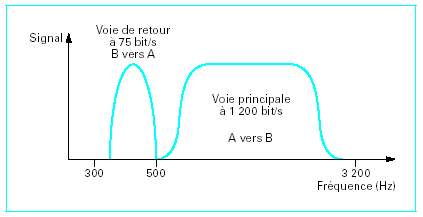 Signal
Voie de retour
à 75 bit/s
B vers A
Voie principale
à 1 200 bit/s
A vers B
300
500
3 200
Fréquence (Hz)